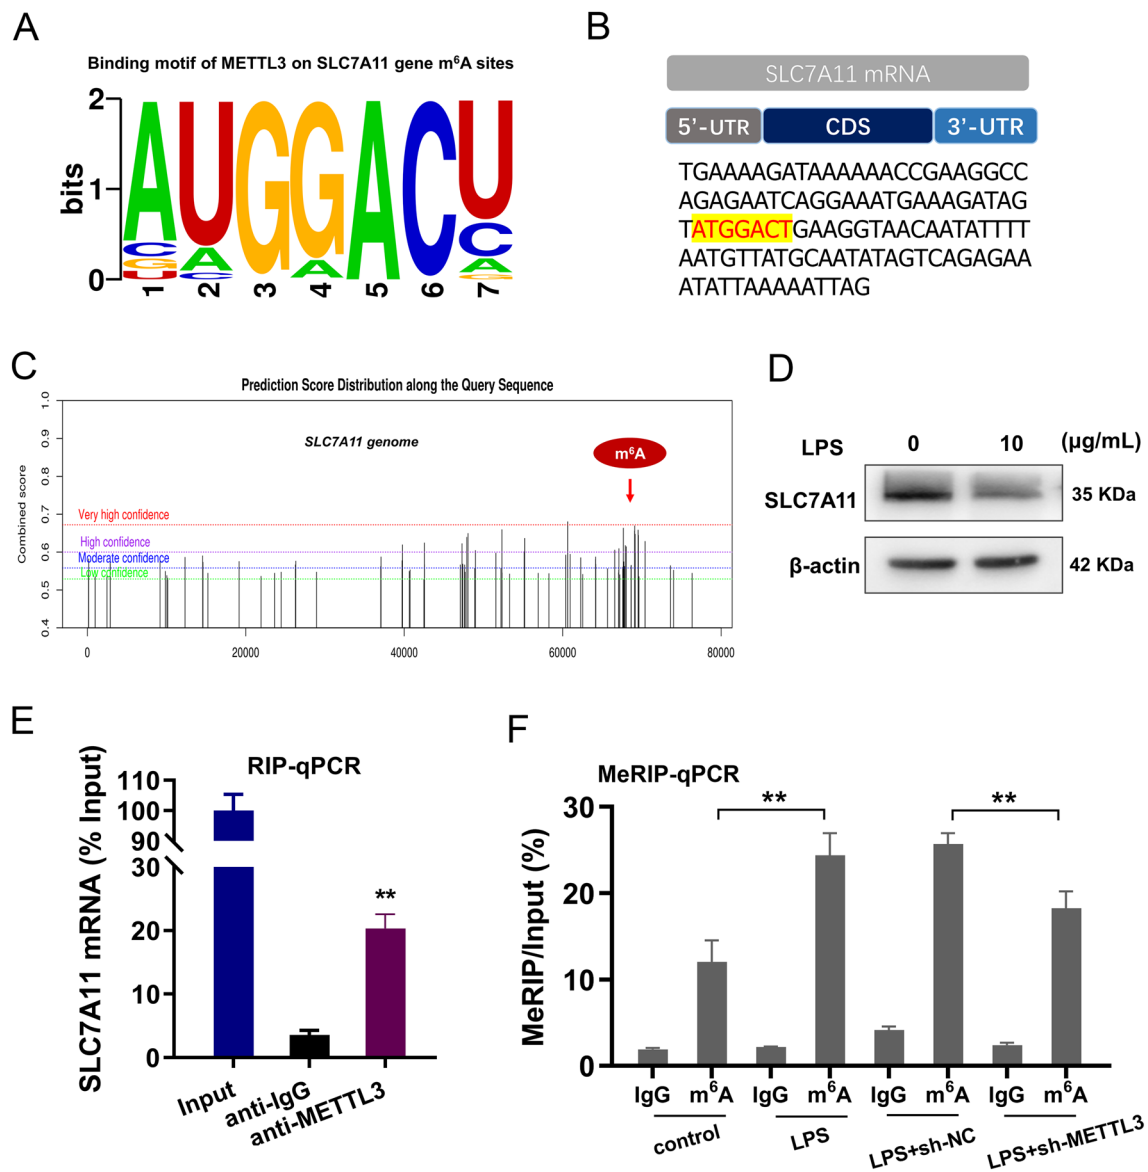 A
Binding motif of METTL3 on SLC7A11 gene m⁶A sites
2
1
0
bits
A U G G A C U
C A A C
G C A
U G
1 2 3 4 5 6 7
B
SLC7A11 mRNA
5’-UTR CDS 3’-UTR
TGAAAAGATAAAAAACCGAAGGCC
AGAGAATCAGGAAATGAAAGATAG
TATGGACTGAAGGTAACAATATTTT
AATGTTATGCAATATAGTCAGAGAA
ATATTAAAAATTAG
C
Prediction Score Distribution along the Query Sequence
Combined score
1.0
0.9
0.8
0.7
0.6
0.5
0.4
SLC7A11 genome
m⁶A
Very high confidence
High confidence
Moderate confidence
Low confidence
0 20000 40000 60000 80000
D
LPS 0 10 (μg/mL)
SLC7A11 35 KDa
β-actin 42 KDa
E
RIP-qPCR
SLC7A11 mRNA (% Input)
110
100
90
30
20
10
0
**
Input
anti-IgG
anti-METTL3
F
MeRIP-qPCR
MeRIP/Input (%)
30
20
10
0
** **
IgG m⁶A IgG m⁶A IgG m⁶A IgG m⁶A
control LPS LPS+sh-NC LPS+sh-METTL3